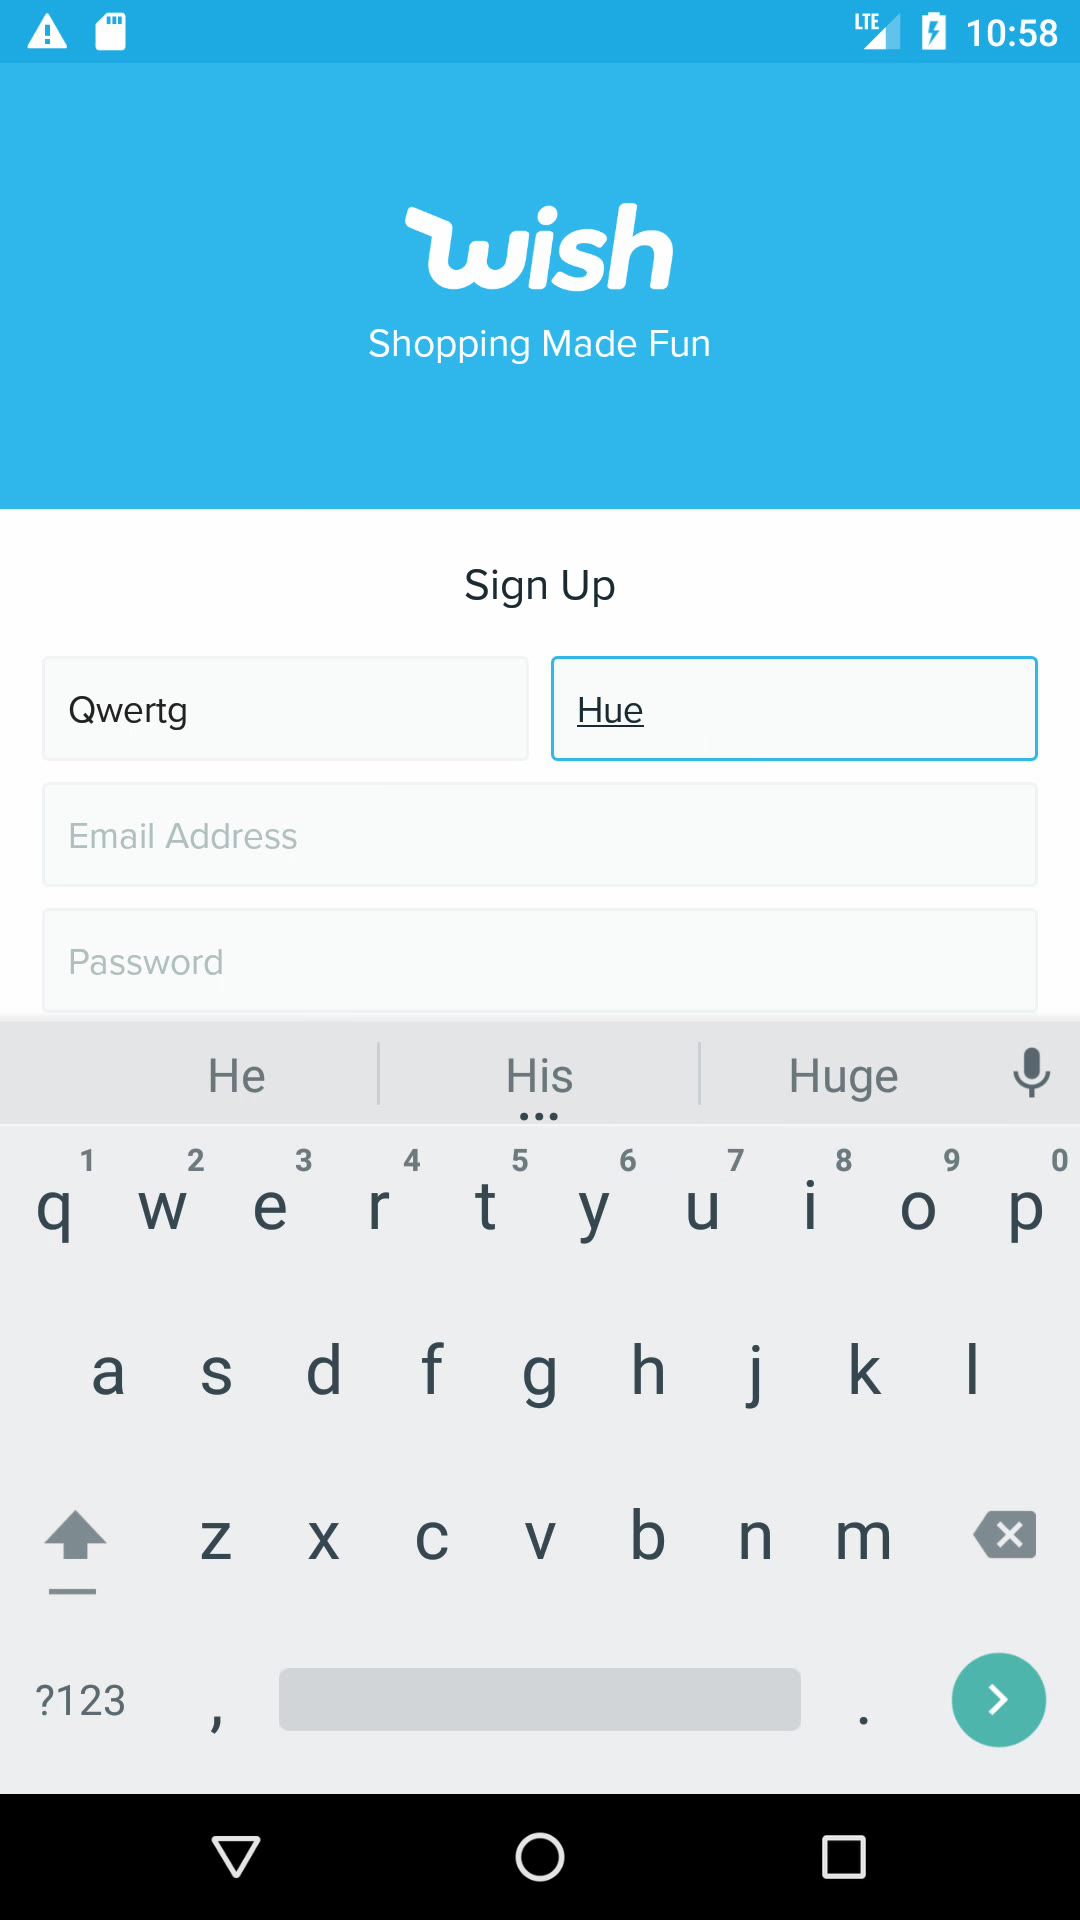 LTE 10:58
wish
Shopping Made Fun
Sign Up
Qwertg Hue
Email Address
Password
He His Huge
1 2 3 4 5 6 7 8 9 0
q w e r t y u i o p
a s d f g h j k l
z x c v b n m
?123 , .